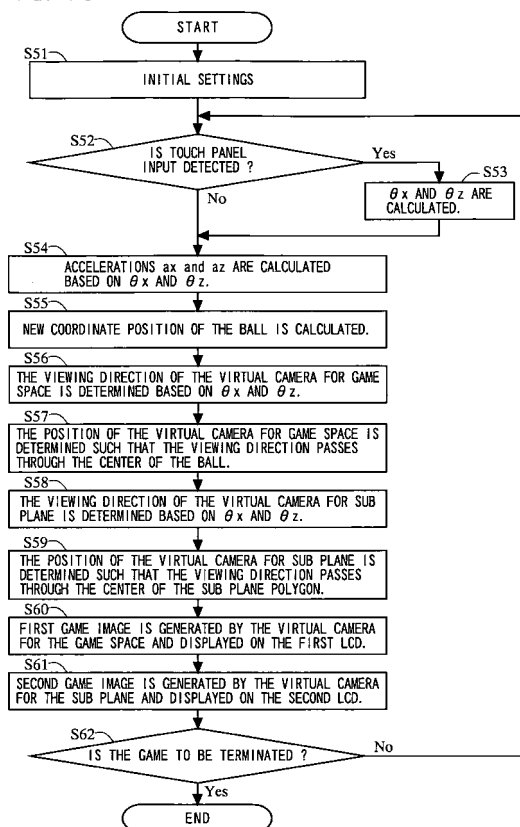 START
S51
INITIAL SETTINGS
S52
IS TOUCH PANEL
INPUT DETECTED ?
Yes
S53
θx AND θz ARE
CALCULATED.
No
S54
ACCELERATIONS ax and az ARE CALCULATED
BASED ON θx AND θz.
S55
NEW COORDINATE POSITION OF THE BALL IS CALCULATED.
S56
THE VIEWING DIRECTION OF THE VIRTUAL CAMERA FOR GAME
SPACE IS DETERMINED BASED ON θx AND θz.
S57
THE POSITION OF THE VIRTUAL CAMERA FOR GAME SPACE IS
DETERMINED SUCH THAT THE VIEWING DIRECTION PASSES
THROUGH THE CENTER OF THE BALL.
S58
THE VIEWING DIRECTION OF THE VIRTUAL CAMERA FOR SUB
PLANE IS DETERMINED BASED ON θx AND θz.
S59
THE POSITION OF THE VIRTUAL CAMERA FOR SUB PLANE IS
DETERMINED SUCH THAT THE VIEWING DIRECTION PASSES
THROUGH THE CENTER OF THE SUB PLANE POLYGON.
S60
FIRST GAME IMAGE IS GENERATED BY THE VIRTUAL CAMERA
FOR THE GAME SPACE AND DISPLAYED ON THE FIRST LCD.
S61
SECOND GAME IMAGE IS GENERATED BY THE VIRTUAL CAMERA
FOR THE SUB PLANE AND DISPLAYED ON THE SECOND LCD.
S62
IS THE GAME TO BE TERMINATED ?
No
Yes
END